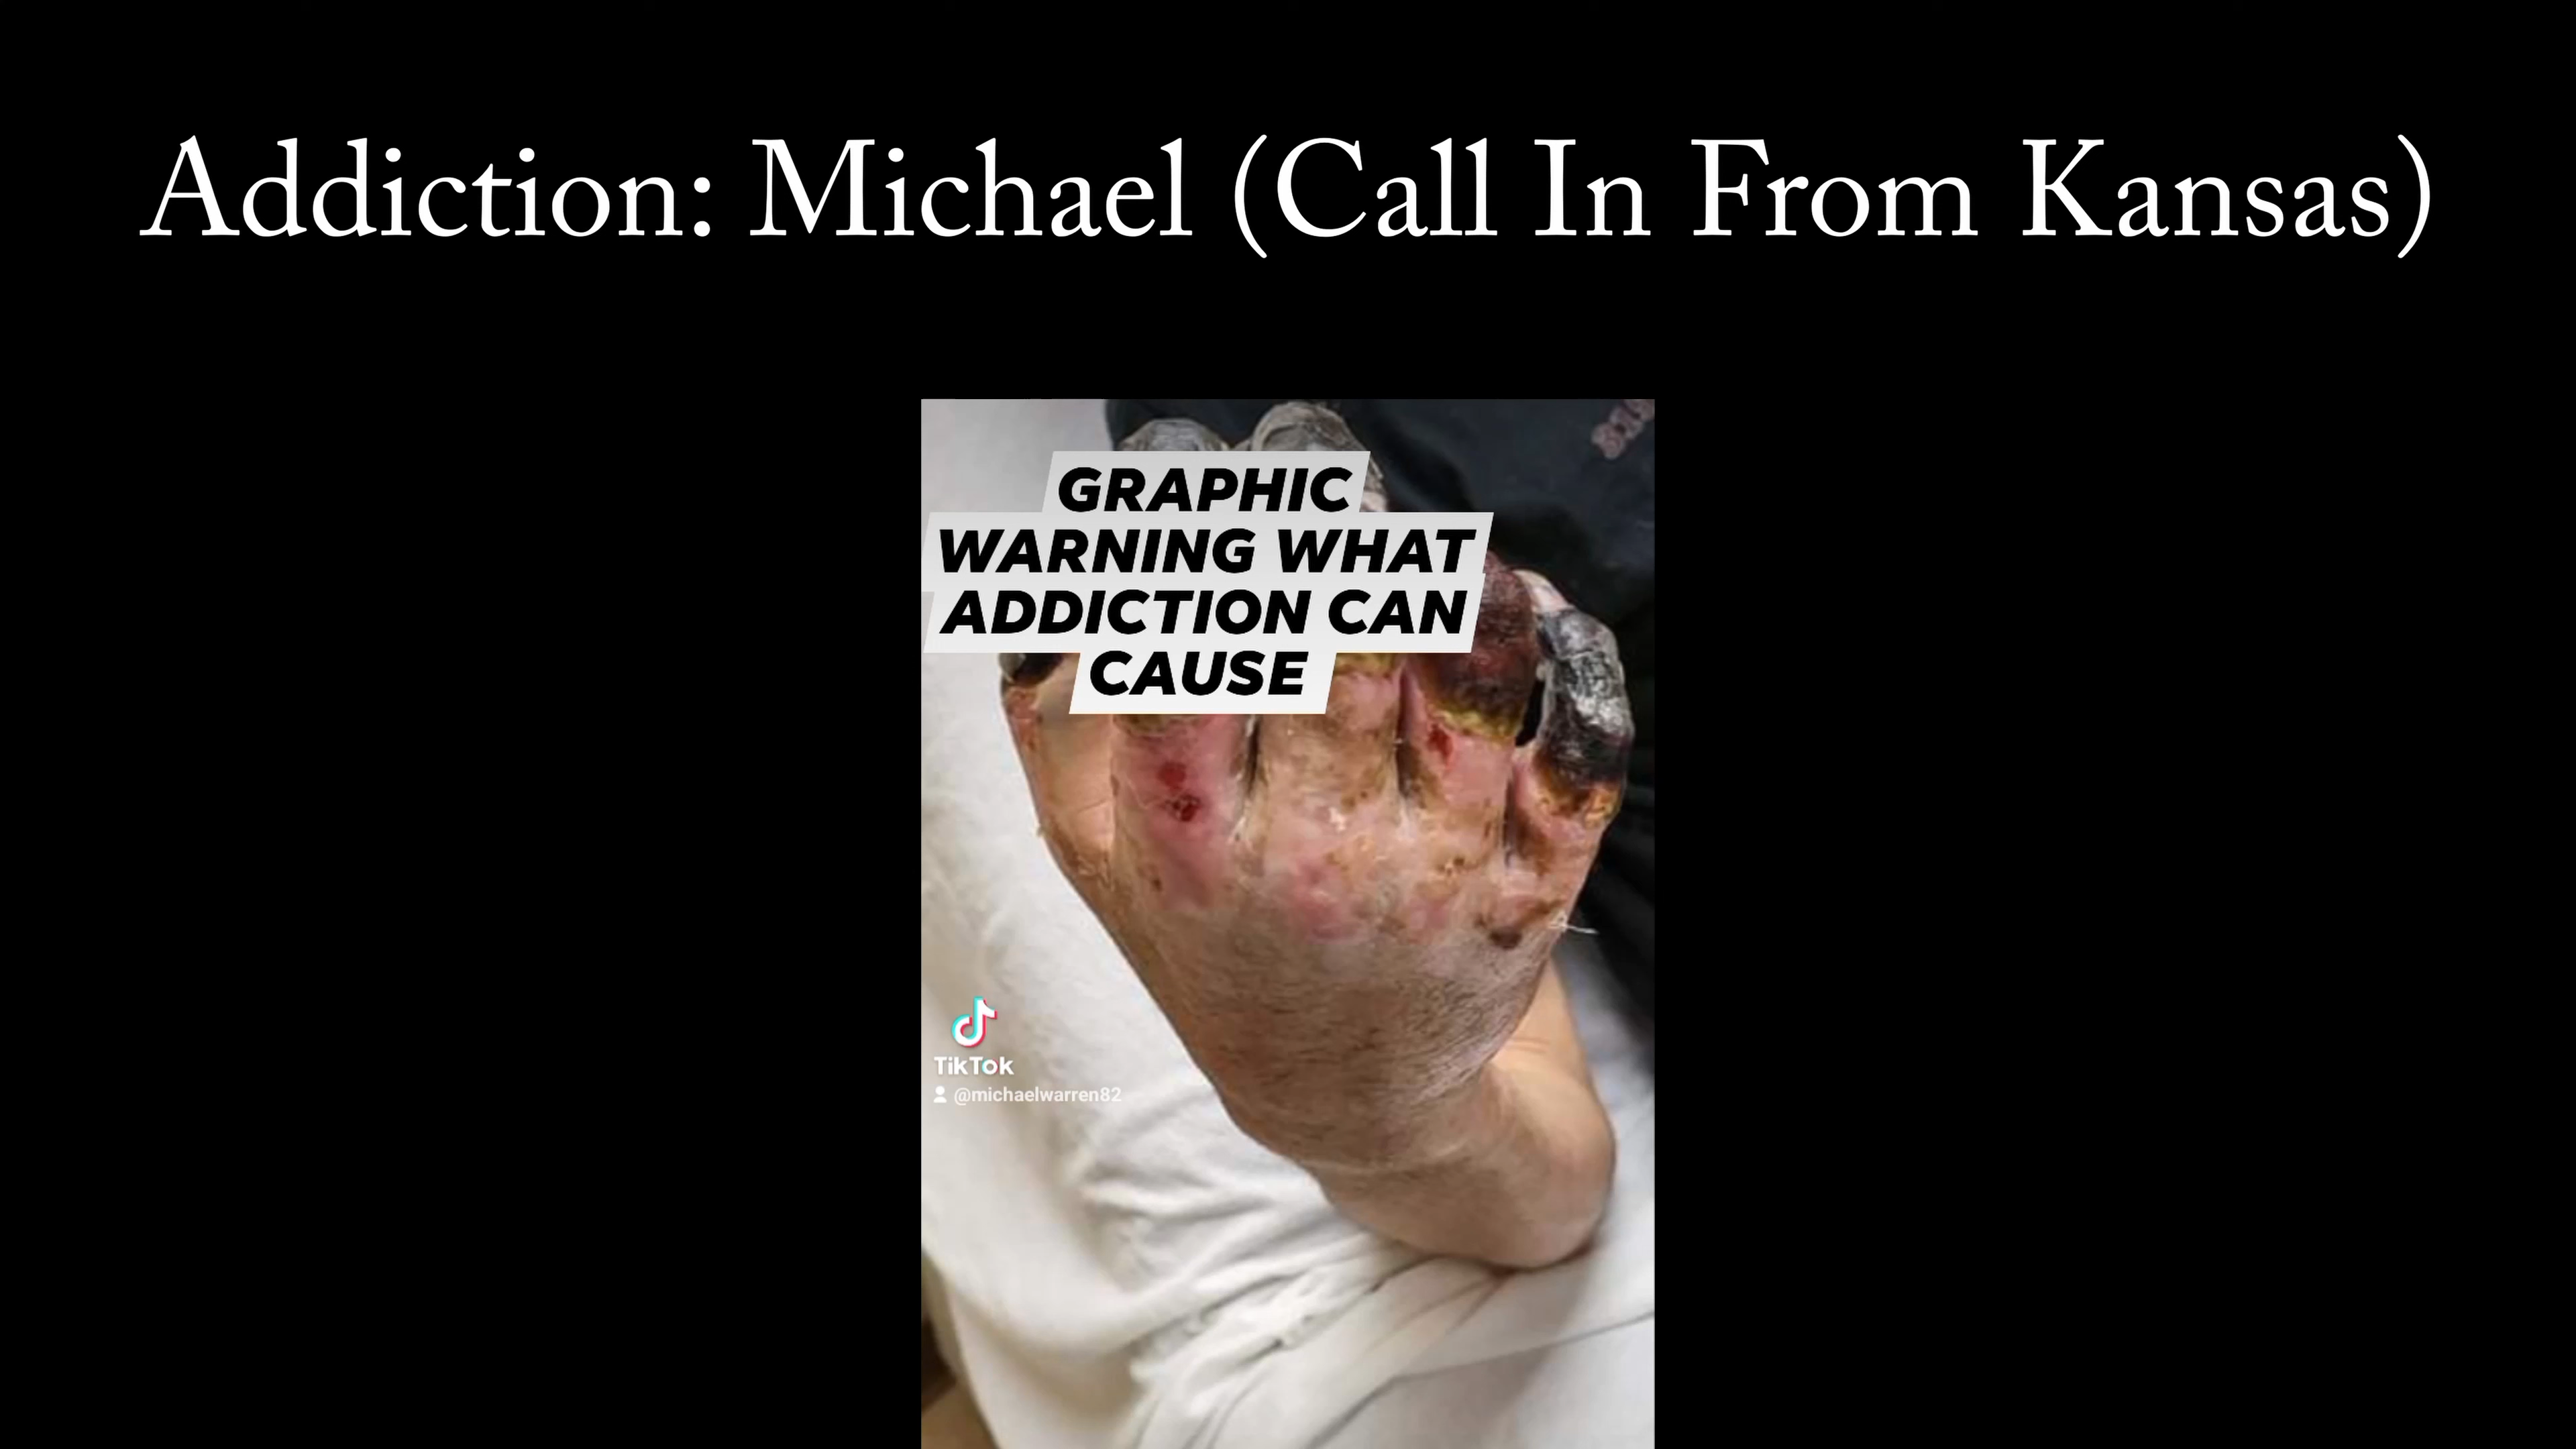 Addiction: Michael (Call In From Kansas)
GRAPHIC
WARNING WHAT
ADDICTION CAN
CAUSE
TikTok
@michaelwarren82